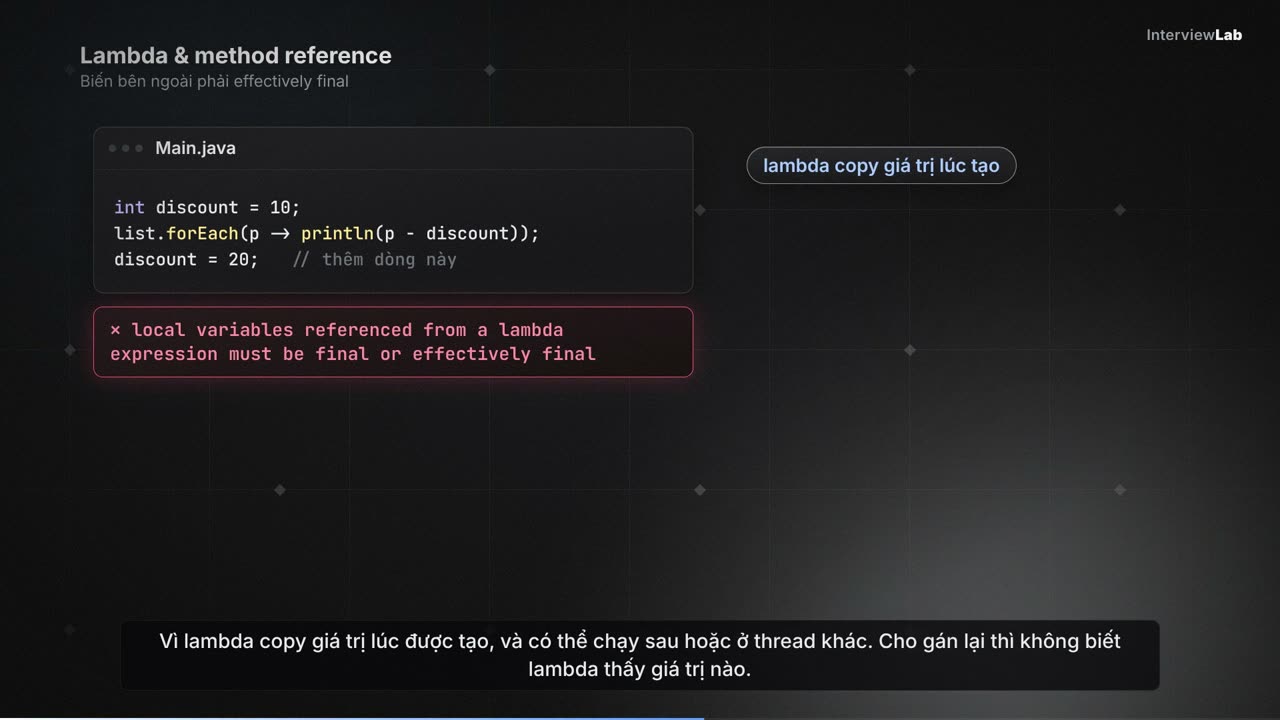 InterviewLab
Lambda & method reference
Biến bên ngoài phải effectively final
Main.java
lambda copy giá trị lúc tạo
int discount = 10;
list.forEach(p -> println(p - discount));
discount = 20;   // thêm dòng này
× local variables referenced from a lambda
expression must be final or effectively final
Vì lambda copy giá trị lúc được tạo, và có thể chạy sau hoặc ở thread khác. Cho gán lại thì không biết
lambda thấy giá trị nào.